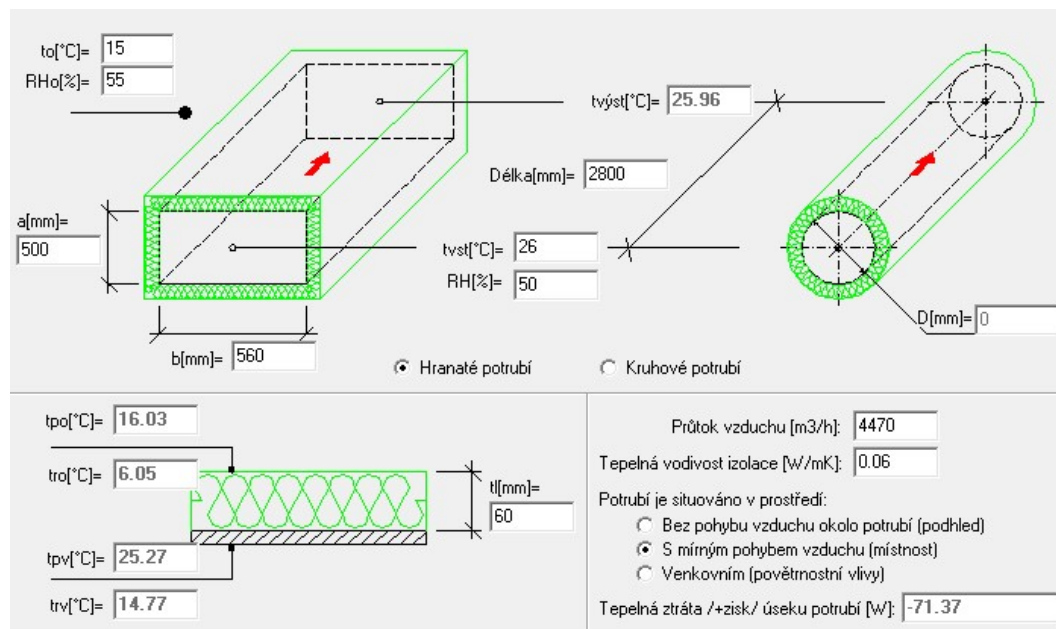 to[°C]= 15
RHo[%]= 55
tvýst[°C]= 25.96
Délka[mm]= 2800
a[mm]=
500
tvst[°C]= 26
RH[%]= 50
D[mm]= 0
b[mm]= 560
Hranaté potrubí
Kruhové potrubí
tpo[°C]= 16.03
tro[°C]= 6.05
tl[mm]=
60
tpv[°C]= 25.27
trv[°C]= 14.77
Průtok vzduchu [m3/h]: 4470
Tepelná vodivost izolace [W/mK]: 0.06
Potrubí je situováno v prostředí:
Bez pohybu vzduchu okolo potrubí (podhled)
S mírným pohybem vzduchu (místnost)
Venkovním (povětrnostní vlivy)
Tepelná ztráta /+zisk/ úseku potrubí [W]: -71.37